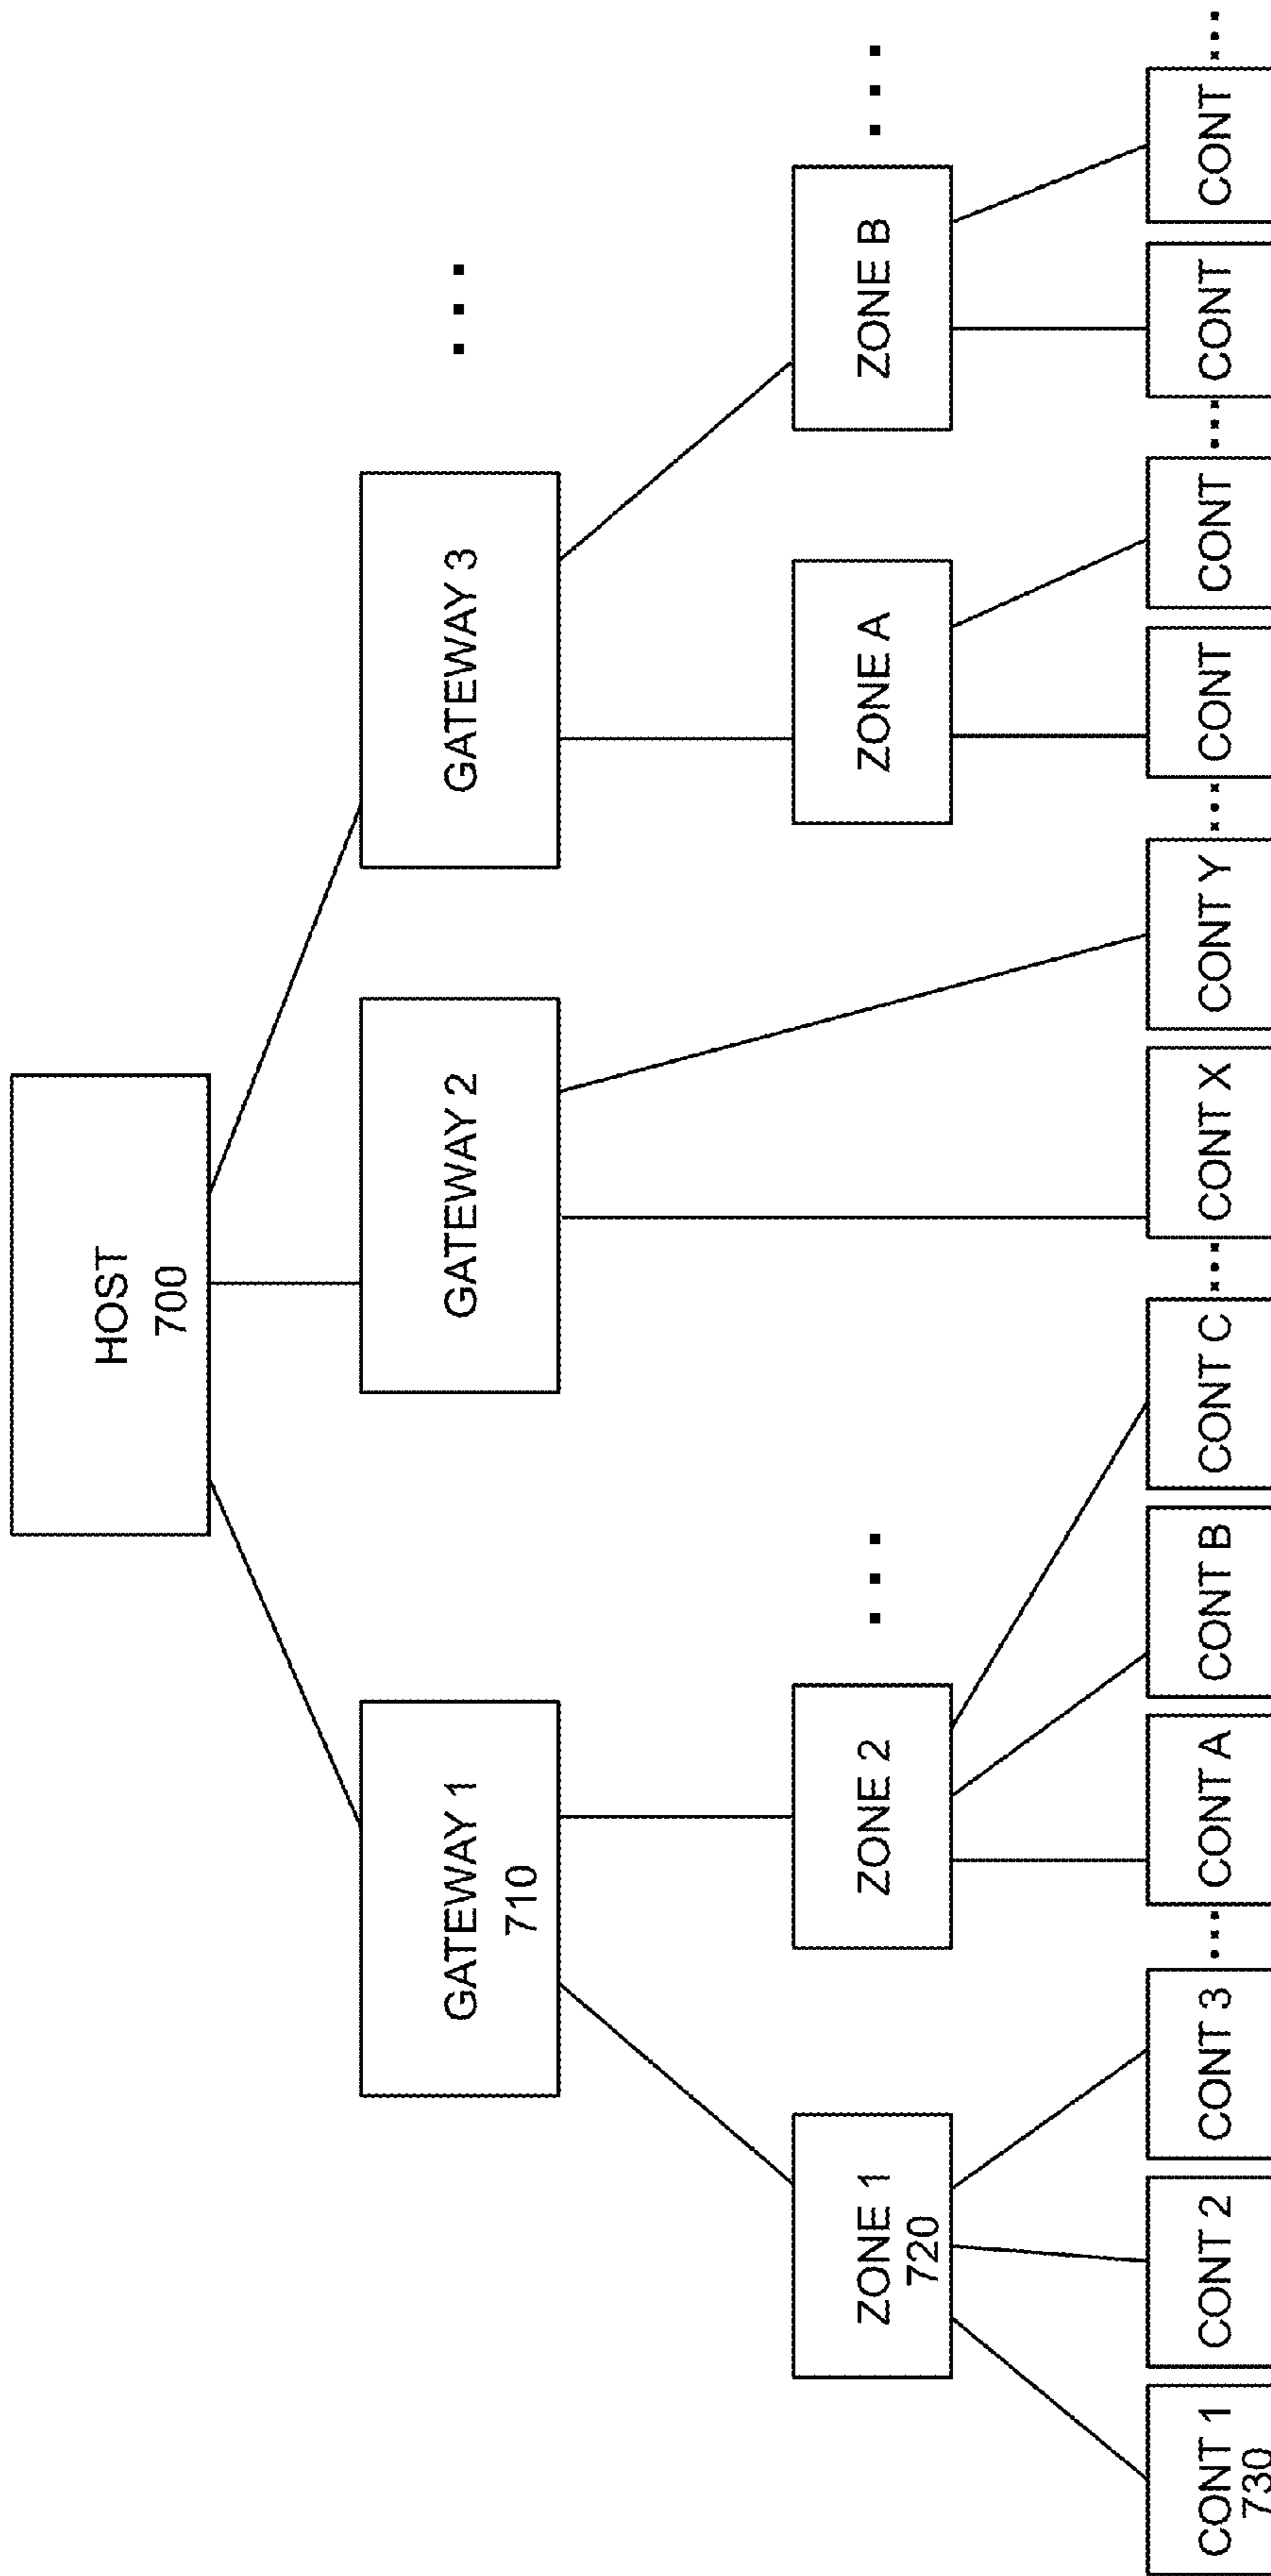 HOST
700
GATEWAY 1
710
GATEWAY 2
GATEWAY 3
ZONE 1
720
ZONE 2
ZONE A
ZONE B
CONT 1
730
CONT 2
CONT 3
CONT A
CONT B
CONT C
CONT X
CONT Y
CONT
CONT
CONT
CONT